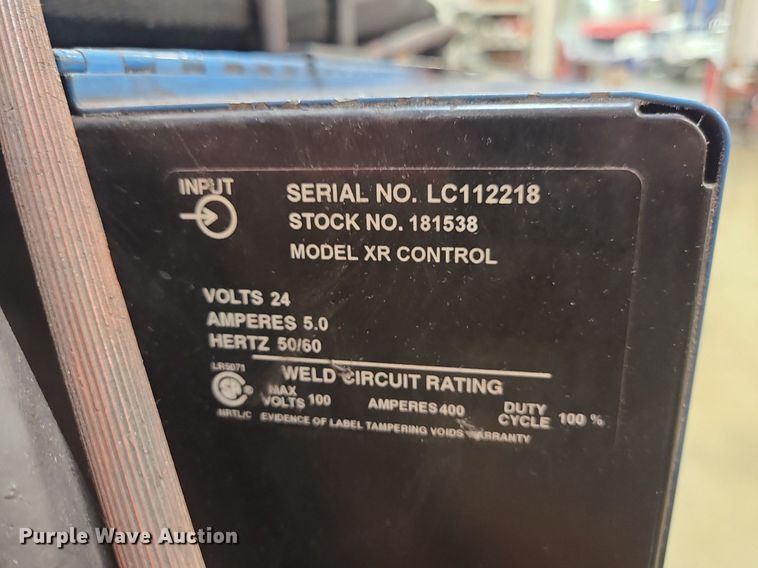 INPUT
SERIAL NO. LC112218
STOCK NO. 181538
MODEL XR CONTROL
VOLTS 24
AMPERES 5.0
HERTZ 50/60
LR5071
WELD CIRCUIT RATING
MAX VOLTS 100 AMPERES 400 DUTY CYCLE 100 %
NRTL/C EVIDENCE OF LABEL TAMPERING VOIDS WARRANTY
Purple Wave Auction